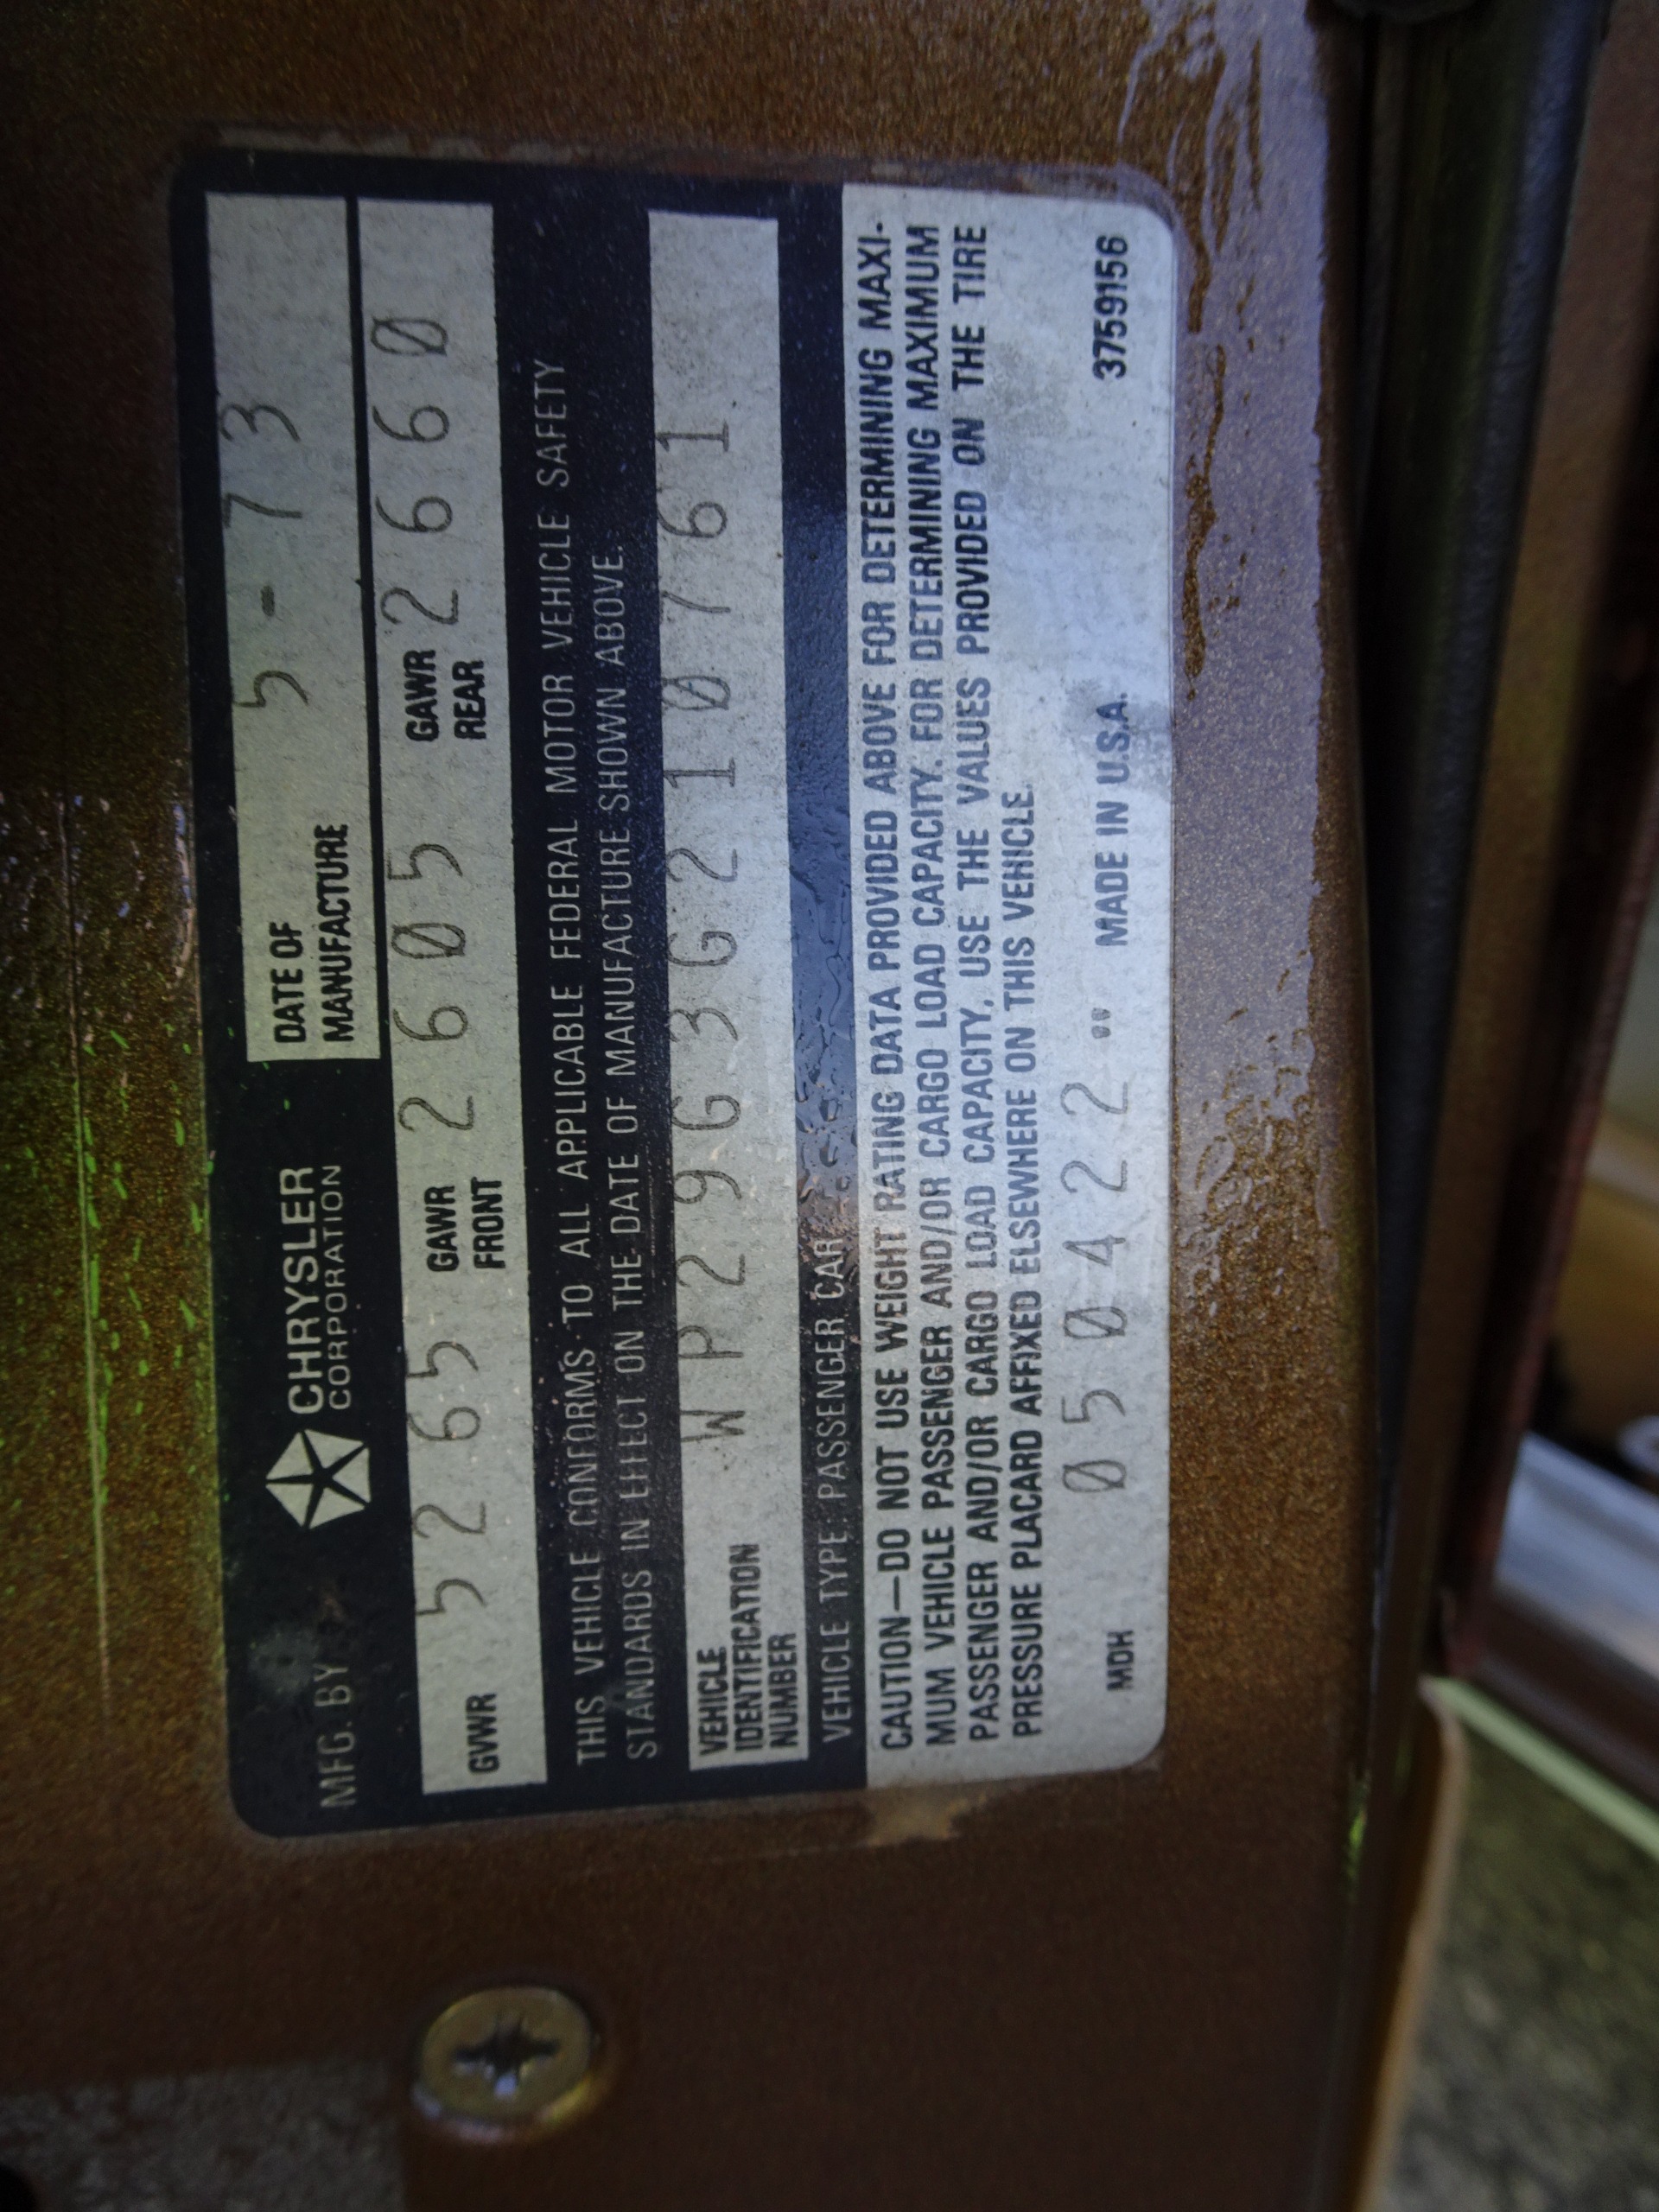 MFG. BY CHRYSLER CORPORATION
DATE OF MANUFACTURE 5-73
GVWR 5265 GAWR FRONT 2605 GAWR REAR 2660
THIS VEHICLE CONFORMS TO ALL APPLICABLE FEDERAL MOTOR VEHICLE SAFETY
STANDARDS IN EFFECT ON THE DATE OF MANUFACTURE SHOWN ABOVE.
VEHICLE IDENTIFICATION NUMBER WP29G3G210761
VEHICLE TYPE: PASSENGER CAR
CAUTION—DO NOT USE WEIGHT RATING DATA PROVIDED ABOVE FOR DETERMINING MAXI-
MUM VEHICLE PASSENGER AND/OR CARGO LOAD CAPACITY. FOR DETERMINING MAXIMUM
PASSENGER AND/OR CARGO LOAD CAPACITY, USE THE VALUES PROVIDED ON THE TIRE
PRESSURE PLACARD AFFIXED ELSEWHERE ON THIS VEHICLE.
MDH 050422 •• MADE IN U.S.A. 3759156